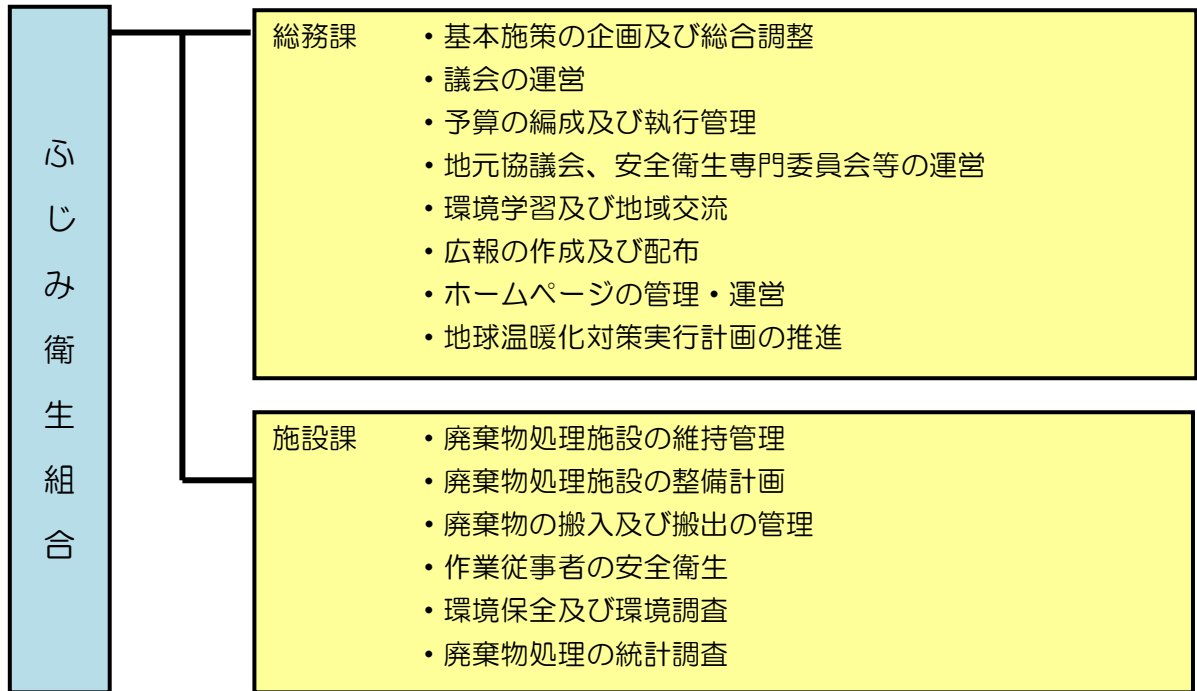 ふじみ衛生組合
総務課 ・基本施策の企画及び総合調整
・議会の運営
・予算の編成及び執行管理
・地元協議会、安全衛生専門委員会等の運営
・環境学習及び地域交流
・広報の作成及び配布
・ホームページの管理・運営
・地球温暖化対策実行計画の推進
施設課 ・廃棄物処理施設の維持管理
・廃棄物処理施設の整備計画
・廃棄物の搬入及び搬出の管理
・作業従事者の安全衛生
・環境保全及び環境調査
・廃棄物処理の統計調査